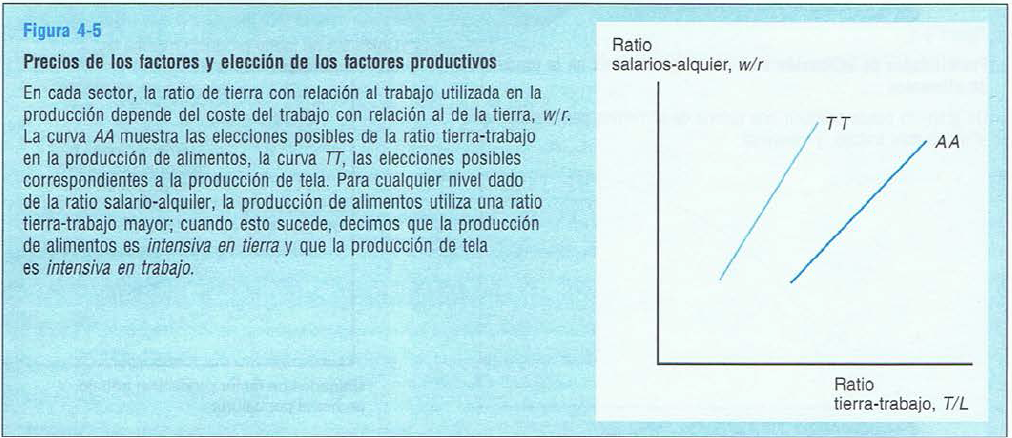 Figura 4-5
Precios de los factores y elección de los factores productivos
En cada sector, la ratio de tierra con relación al trabajo utilizada en la
producción depende del coste del trabajo con relación al de la tierra, w/r.
La curva AA muestra las elecciones posibles de la ratio tierra-trabajo
en la producción de alimentos, la curva TT, las elecciones posibles
correspondientes a la producción de tela. Para cualquier nivel dado
de la ratio salario-alquiler, la producción de alimentos utiliza una ratio
tierra-trabajo mayor; cuando esto sucede, decimos que la producción
de alimentos es intensiva en tierra y que la producción de tela
es intensiva en trabajo.
Ratio
salarios-alquier, w/r
TT
AA
Ratio
tierra-trabajo, T/L